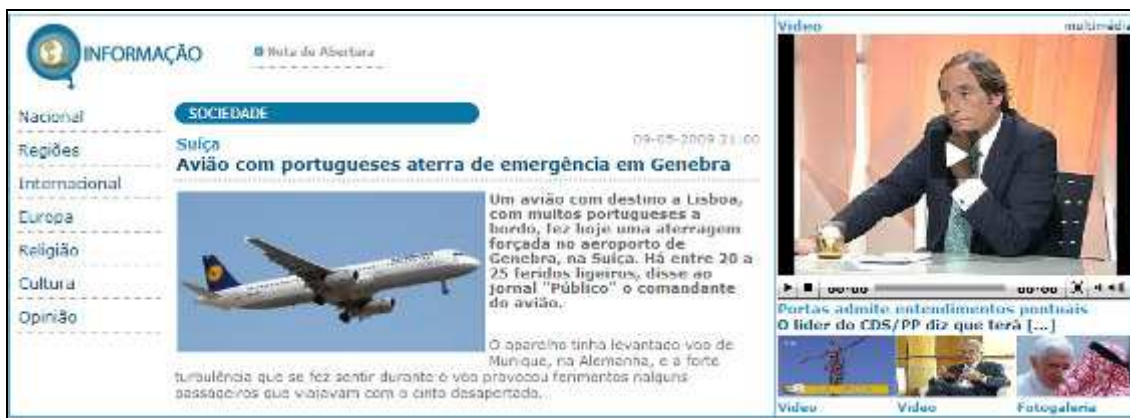 INFORMAÇÃO
Nota de Abertura
Nacional
Regiões
Internacional
Europa
Religião
Cultura
Opinião
SOCIEDADE
Suíça
09-05-2009 21:00
Avião com portugueses aterra de emergência em Genebra
Um avião com destino a Lisboa,
com muitos portugueses a
bordo, fez hoje uma aterragem
forçada no aeroporto de
Genebra, na Suíça. Há entre 20 a
25 feridos ligeiros, disse ao
jornal "Público" o comandante
do avião.
O aparelho tinha levantado voo de
Munique, na Alemanha, e a forte
turbulência que se fez sentir durante o voo provocou ferimentos nalguns
passageiros que viajavam com o cinto desapertado...
Video
multimédia
00:00
00:00
Portas admite entendimentos pontuais
O líder do CDS/PP diz que terá [...]
Video
Video
Fotogaleria